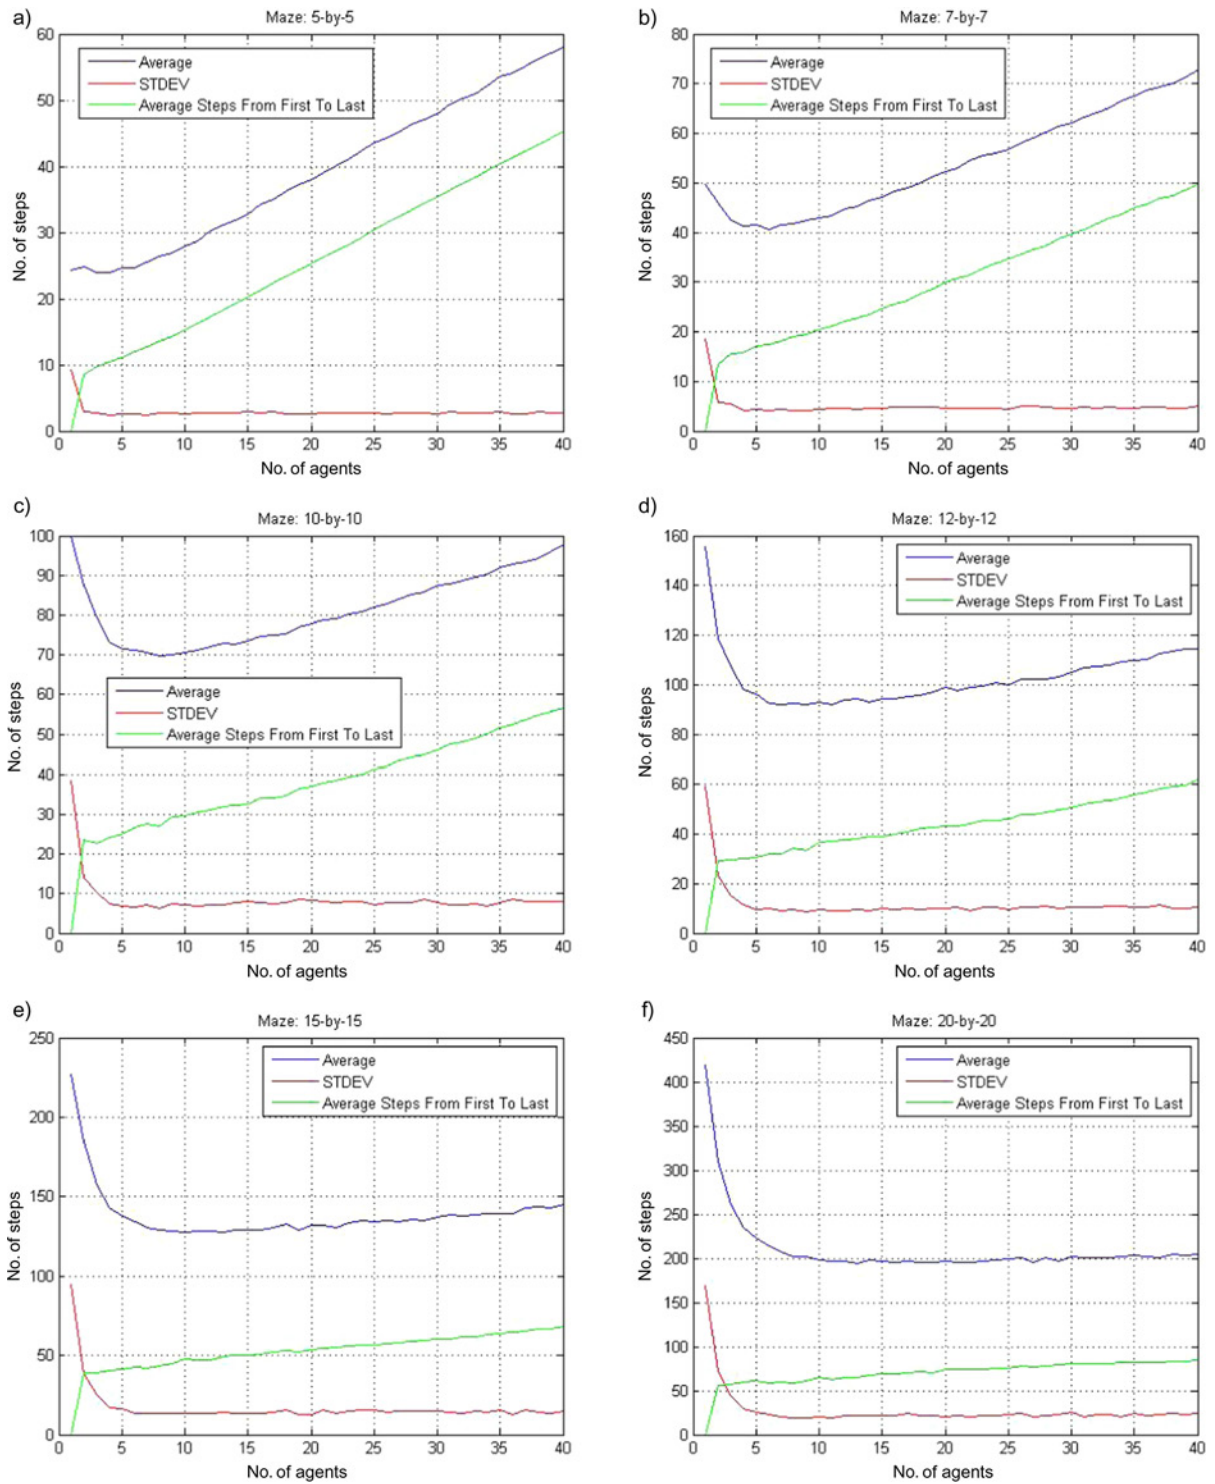 a)
Maze: 5-by-5
60
50
40
30
20
10
0
Average
STDEV
Average Steps From First To Last
No. of steps
0 5 10 15 20 25 30 35 40
No. of agents
b)
Maze: 7-by-7
80
70
60
50
40
30
20
10
0
Average
STDEV
Average Steps From First To Last
No. of steps
0 5 10 15 20 25 30 35 40
No. of agents
c)
Maze: 10-by-10
100
90
80
70
60
50
40
30
20
10
0
Average
STDEV
Average Steps From First To Last
No. of steps
0 5 10 15 20 25 30 35 40
No. of agents
d)
Maze: 12-by-12
160
140
120
100
80
60
40
20
0
Average
STDEV
Average Steps From First To Last
No. of steps
0 5 10 15 20 25 30 35 40
No. of agents
e)
Maze: 15-by-15
250
200
150
100
50
0
Average
STDEV
Average Steps From First To Last
No. of steps
0 5 10 15 20 25 30 35 40
No. of agents
f)
Maze: 20-by-20
450
400
350
300
250
200
150
100
50
0
Average
STDEV
Average Steps From First To Last
No. of steps
0 5 10 15 20 25 30 35 40
No. of agents